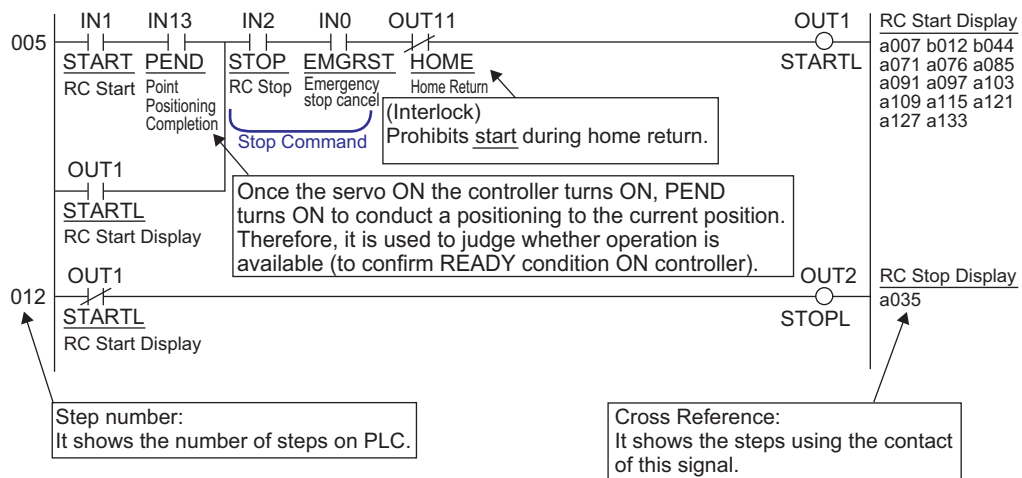 IN1 IN13 IN2 IN0 OUT11 OUT1 RC Start Display
005
START PEND STOP EMGRST HOME STARTL
RC Start Point Positioning Completion RC Stop Emergency stop cancel Home Return
a007 b012 b044
a071 a076 a085
a091 a097 a103
a109 a115 a121
a127 a133
Stop Command
(Interlock)
Prohibits start during home return.
OUT1
STARTL
RC Start Display
Once the servo ON the controller turns ON, PEND
turns ON to conduct a positioning to the current position.
Therefore, it is used to judge whether operation is
available (to confirm READY condition ON controller).
OUT1 OUT2 RC Stop Display
012 a035
STARTL STOPL
RC Start Display
Step number:
It shows the number of steps on PLC.
Cross Reference:
It shows the steps using the contact
of this signal.